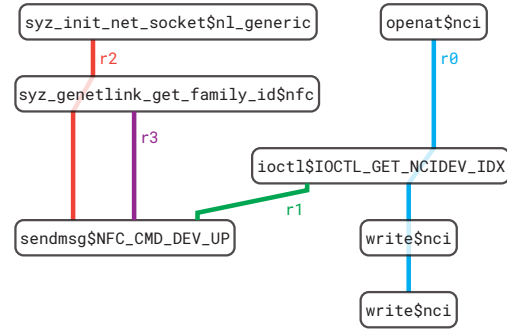 syz_init_net_socket$nl_generic
openat$nci
r2
r0
syz_genetlink_get_family_id$nfc
r3
ioctl$IOCTL_GET_NCIDEV_IDX
r1
sendmsg$NFC_CMD_DEV_UP
write$nci
write$nci